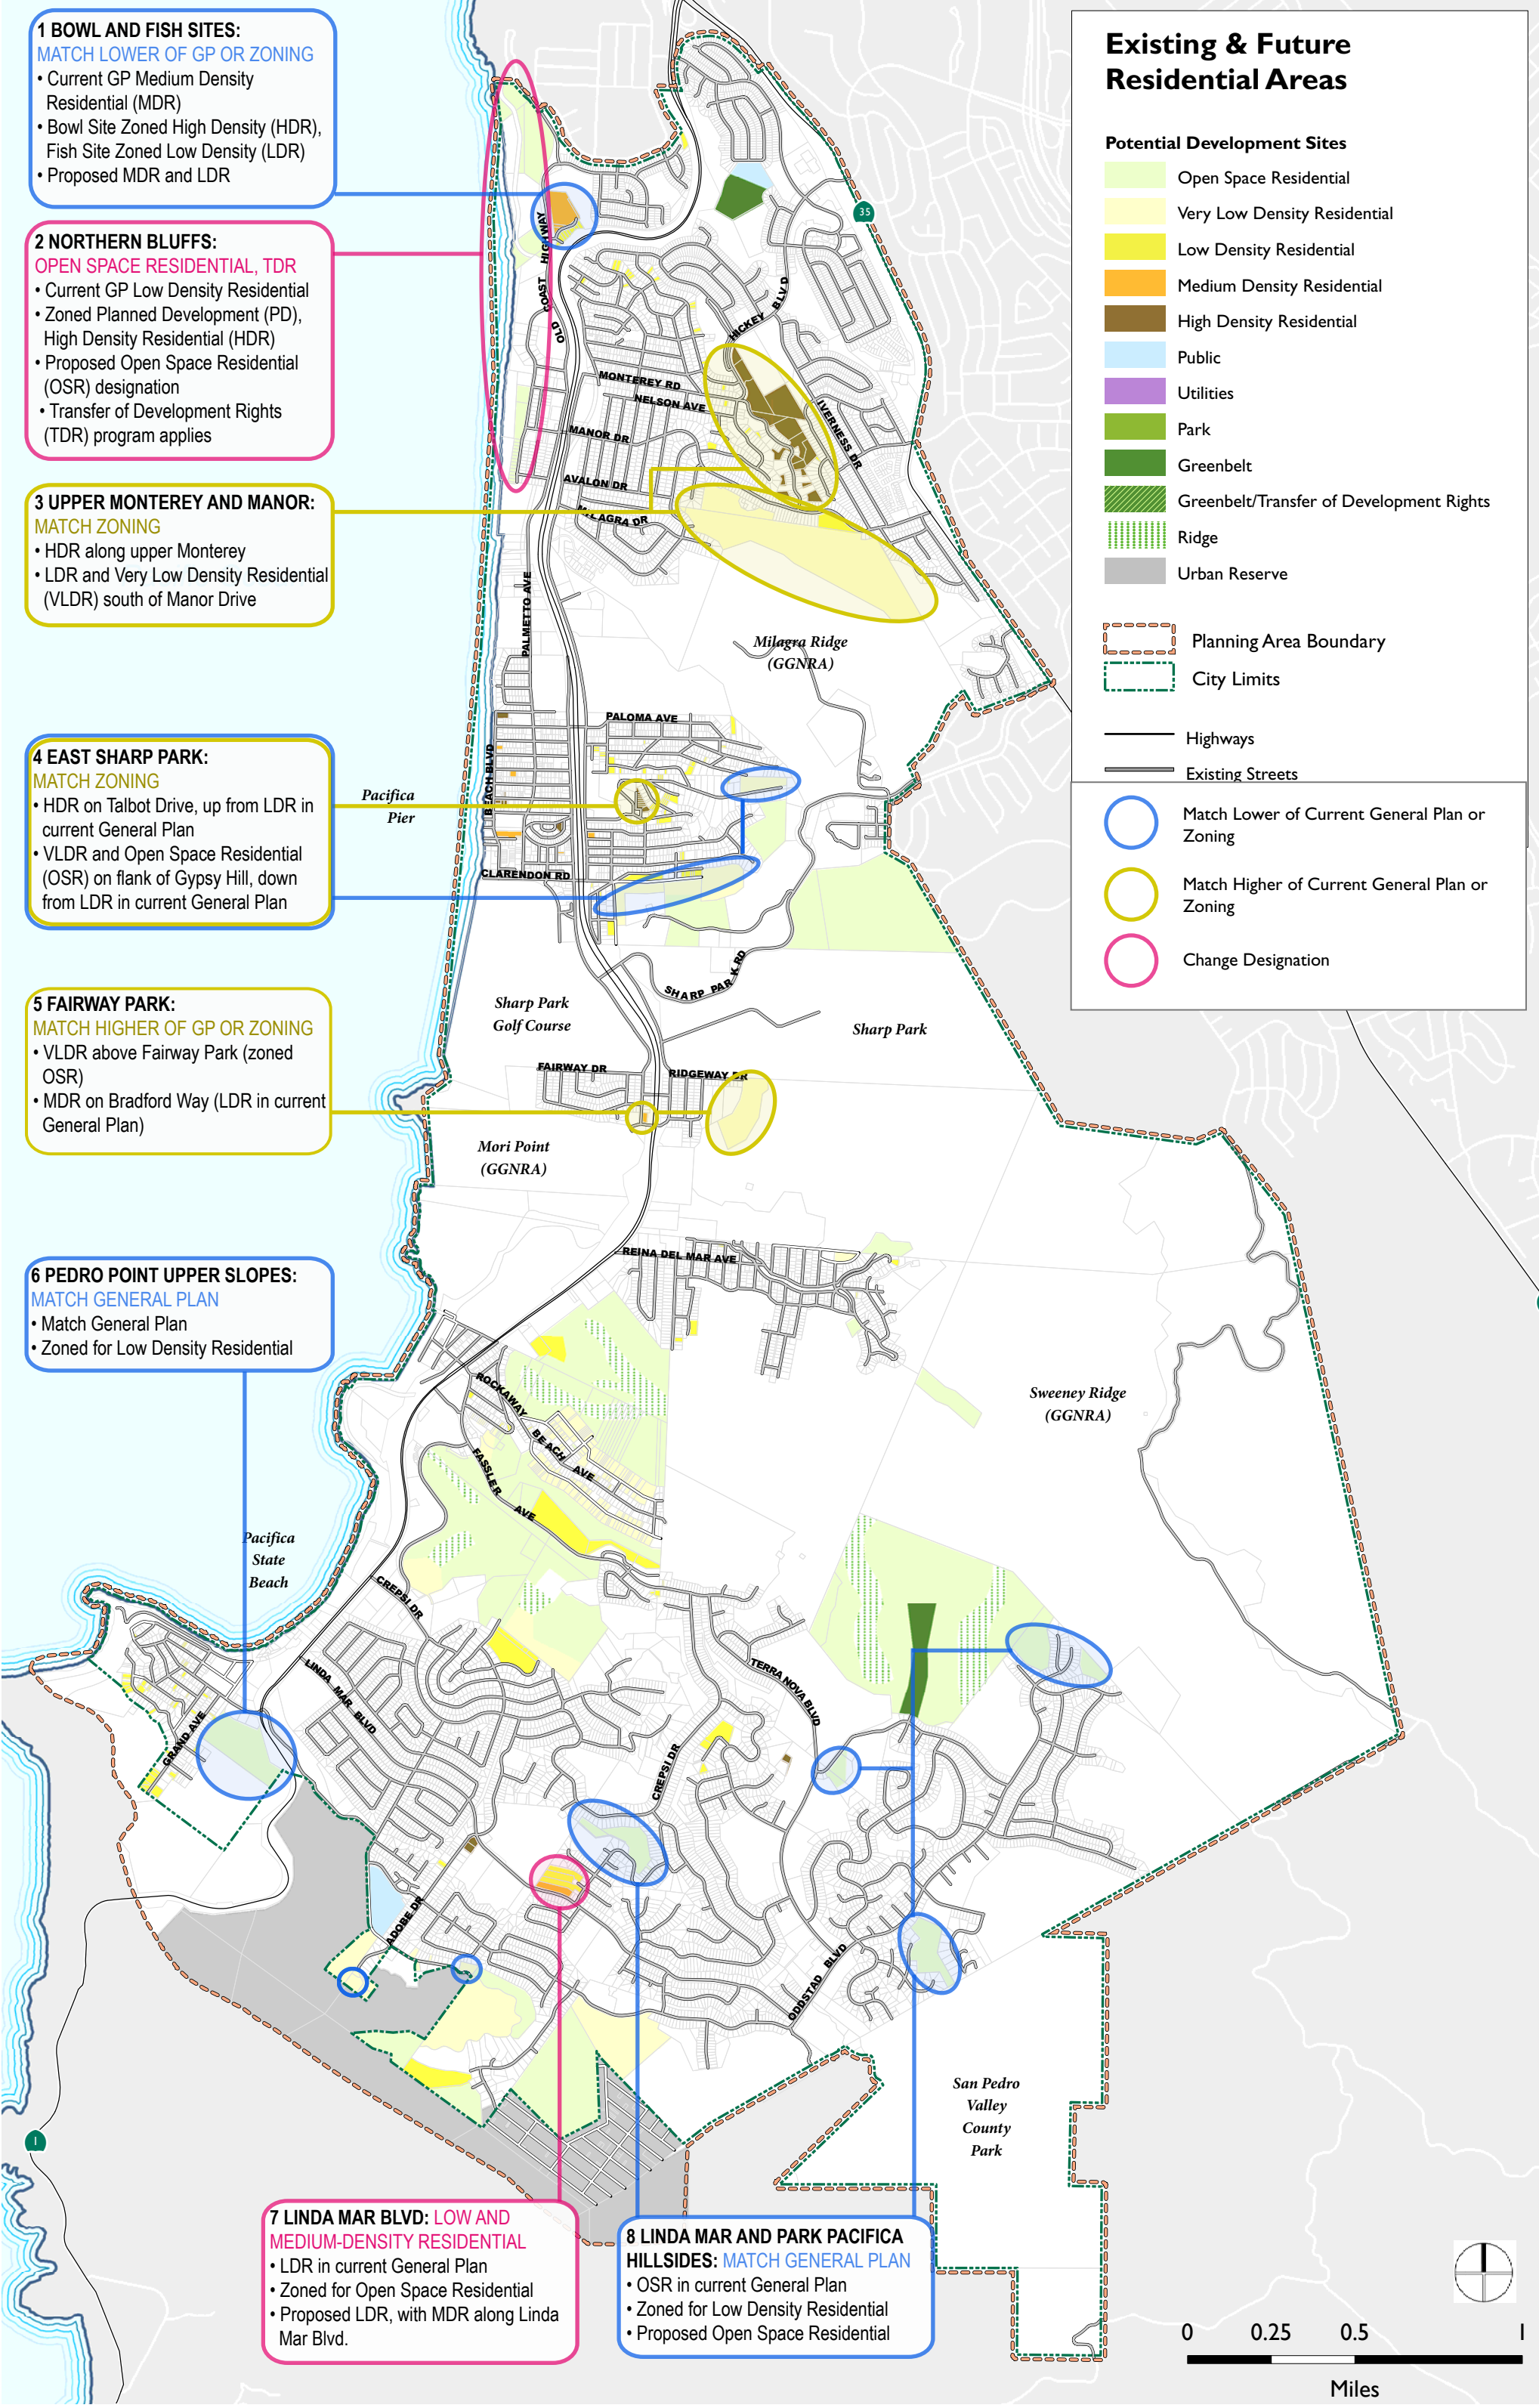 1 BOWL AND FISH SITES:
MATCH LOWER OF GP OR ZONING
• Current GP Medium Density
Residential (MDR)
• Bowl Site Zoned High Density (HDR),
Fish Site Zoned Low Density (LDR)
• Proposed MDR and LDR
2 NORTHERN BLUFFS:
OPEN SPACE RESIDENTIAL, TDR
• Current GP Low Density Residential
• Zoned Planned Development (PD),
High Density Residential (HDR)
• Proposed Open Space Residential
(OSR) designation
• Transfer of Development Rights
(TDR) program applies
3 UPPER MONTEREY AND MANOR:
MATCH ZONING
• HDR along upper Monterey
• LDR and Very Low Density Residential
(VLDR) south of Manor Drive
4 EAST SHARP PARK:
MATCH ZONING
• HDR on Talbot Drive, up from LDR in
current General Plan
• VLDR and Open Space Residential
(OSR) on flank of Gypsy Hill, down
from LDR in current General Plan
5 FAIRWAY PARK:
MATCH HIGHER OF GP OR ZONING
• VLDR above Fairway Park (zoned
OSR)
• MDR on Bradford Way (LDR in current
General Plan)
6 PEDRO POINT UPPER SLOPES:
MATCH GENERAL PLAN
• Match General Plan
• Zoned for Low Density Residential
7 LINDA MAR BLVD: LOW AND
MEDIUM-DENSITY RESIDENTIAL
• LDR in current General Plan
• Zoned for Open Space Residential
• Proposed LDR, with MDR along Linda
Mar Blvd.
8 LINDA MAR AND PARK PACIFICA
HILLSIDES: MATCH GENERAL PLAN
• OSR in current General Plan
• Zoned for Low Density Residential
• Proposed Open Space Residential
Existing & Future
Residential Areas
Potential Development Sites
Open Space Residential
Very Low Density Residential
Low Density Residential
Medium Density Residential
High Density Residential
Public
Utilities
Park
Greenbelt
Greenbelt/Transfer of Development Rights
Ridge
Urban Reserve
Planning Area Boundary
City Limits
Highways
Existing Streets
Match Lower of Current General Plan or
Zoning
Match Higher of Current General Plan or
Zoning
Change Designation
35
OLD COAST HIGHWAY
HICKEY BLVD
MONTEREY RD
NELSON AVE
MANOR DR
IVERNESS DR
AVALON DR
MILAGRA DR
PALMETTO AVE
Milagra Ridge
(GGNRA)
PALOMA AVE
BEACH BLVD
Pacifica
Pier
CLARENDON RD
SHARP PARK RD
Sharp Park
Golf Course
Sharp Park
FAIRWAY DR
RIDGEWAY DR
Mori Point
(GGNRA)
REINA DEL MAR AVE
ROCKAWAY BEACH AVE
FASSLER AVE
Sweeney Ridge
(GGNRA)
Pacifica
State
Beach
CREPSI DR
LINDA MAR BLVD
TERRA NOVA BLVD
GRAND AVE
CREPSI DR
ADOBE DR
ODDSTAD BLVD
San Pedro
Valley
County
Park
1
0 0.25 0.5 1
Miles